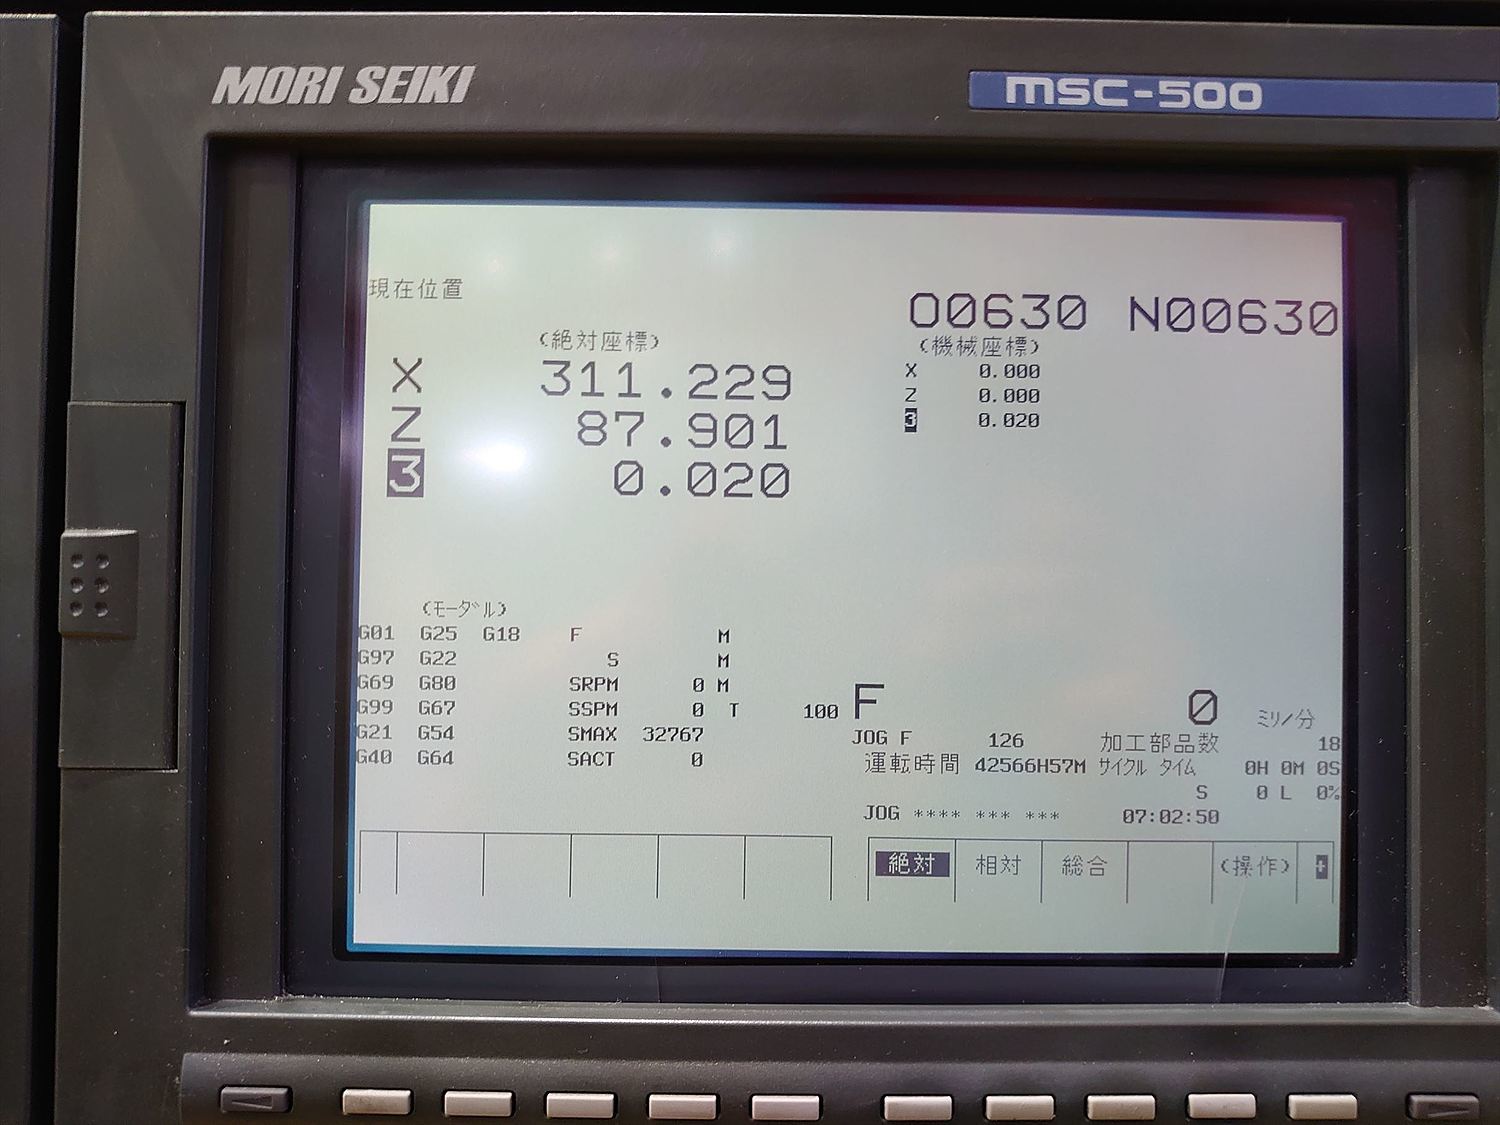 MORI SEIKI
MSC-500
現在位置
O00630 N00630
(絶対座標)
(機械座標)
X 311.229
Z 87.901
3 0.020
X 0.000
Z 0.000
3 0.020
(モーダル)
G01 G25 G18 F M
G97 G22 S M
G69 G80 SRPM 0 M
G99 G67 SSPM 0 T 100
G21 G54 SMAX 32767
G40 G64 SACT 0
F 0 ミリ/分
JOG F 126 加工部品数 18
運転時間 42566H57M サイクル タイム 0H 0M 0S
S 0 L 0%
JOG **** *** *** 07:02:50
絶対 相対 総合 (操作) +